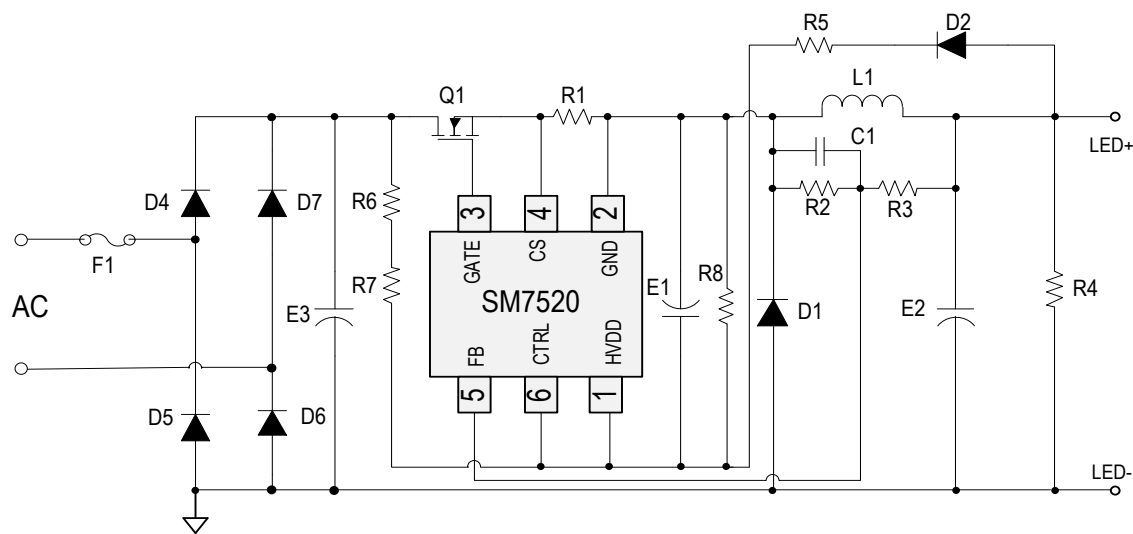 R5
D2
L1
Q1
R1
C1
LED+
D4
D7
R6
3
4
2
R2
R3
F1
GATE
CS
GND
R7
R8
R4
AC
E3
SM7520
E1
D1
E2
FB
CTRL
HVDD
D5
D6
5
6
1
LED-